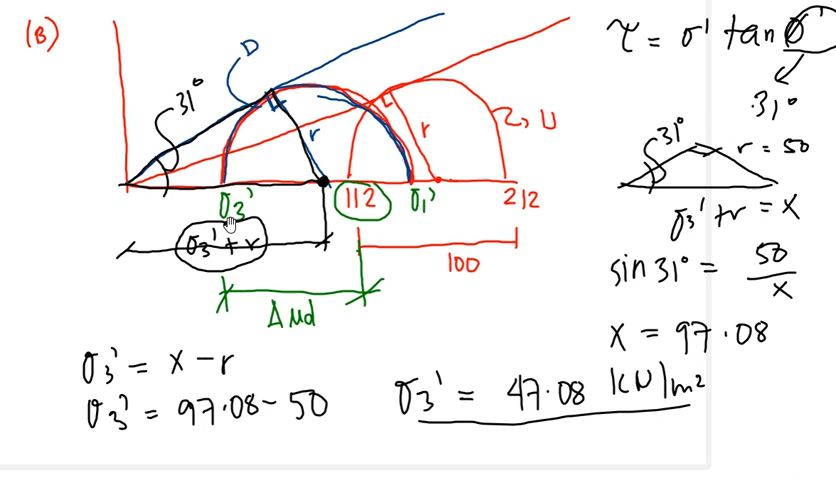 (B)
τ = σ' tan Ø'
31°
D
31°
r
r
2, U
31°
r = 50
σ3'
112
σ1'
212
σ3' + r = x
σ3' + r
100
sin 31° = 50/x
Δμd
x = 97.08
σ3' = x - r
σ3' = 97.08 - 50
σ3' = 47.08 kN/m²